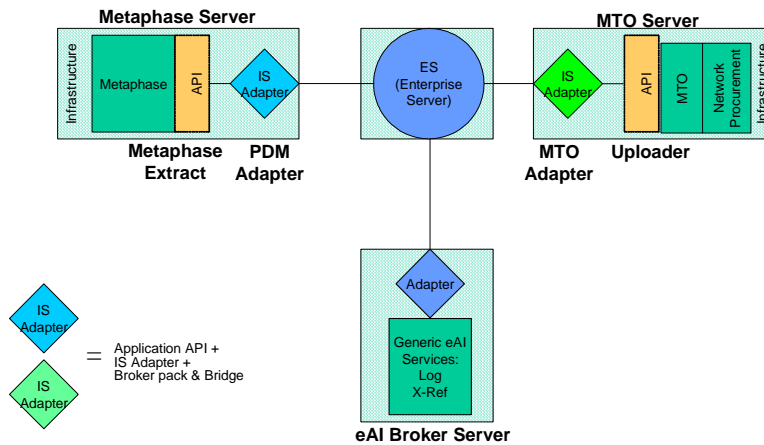 Metaphase Server
MTO Server
Infrastructure
Metaphase
API
IS
Adapter
ES
(Enterprise
Server)
IS
Adapter
API
MTO
Network
Procurement
Infrastructure
Metaphase
Extract
PDM
Adapter
MTO
Adapter
Uploader
Adapter
Generic eAI
Services:
Log
X-Ref
eAI Broker Server
IS
Adapter
IS
Adapter
=
Application API +
IS Adapter +
Broker pack & Bridge